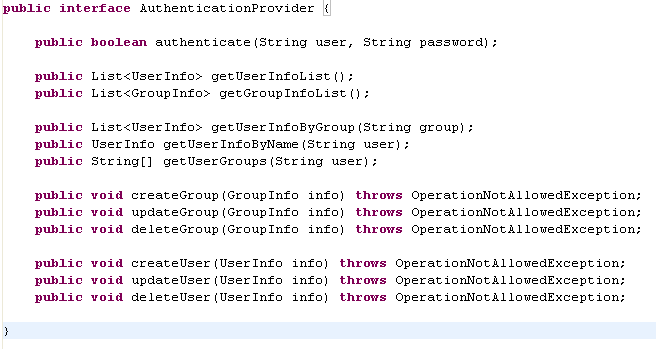 public interface AuthenticationProvider {
public boolean authenticate(String user, String password);
public List<UserInfo> getUserInfoList();
public List<GroupInfo> getGroupInfoList();
public List<UserInfo> getUserInfoByGroup(String group);
public UserInfo getUserInfoByName(String user);
public String[] getUserGroups(String user);
public void createGroup(GroupInfo info) throws OperationNotAllowedException;
public void updateGroup(GroupInfo info) throws OperationNotAllowedException;
public void deleteGroup(GroupInfo info) throws OperationNotAllowedException;
public void createUser(UserInfo info) throws OperationNotAllowedException;
public void updateUser(UserInfo info) throws OperationNotAllowedException;
public void deleteUser(UserInfo info) throws OperationNotAllowedException;
}